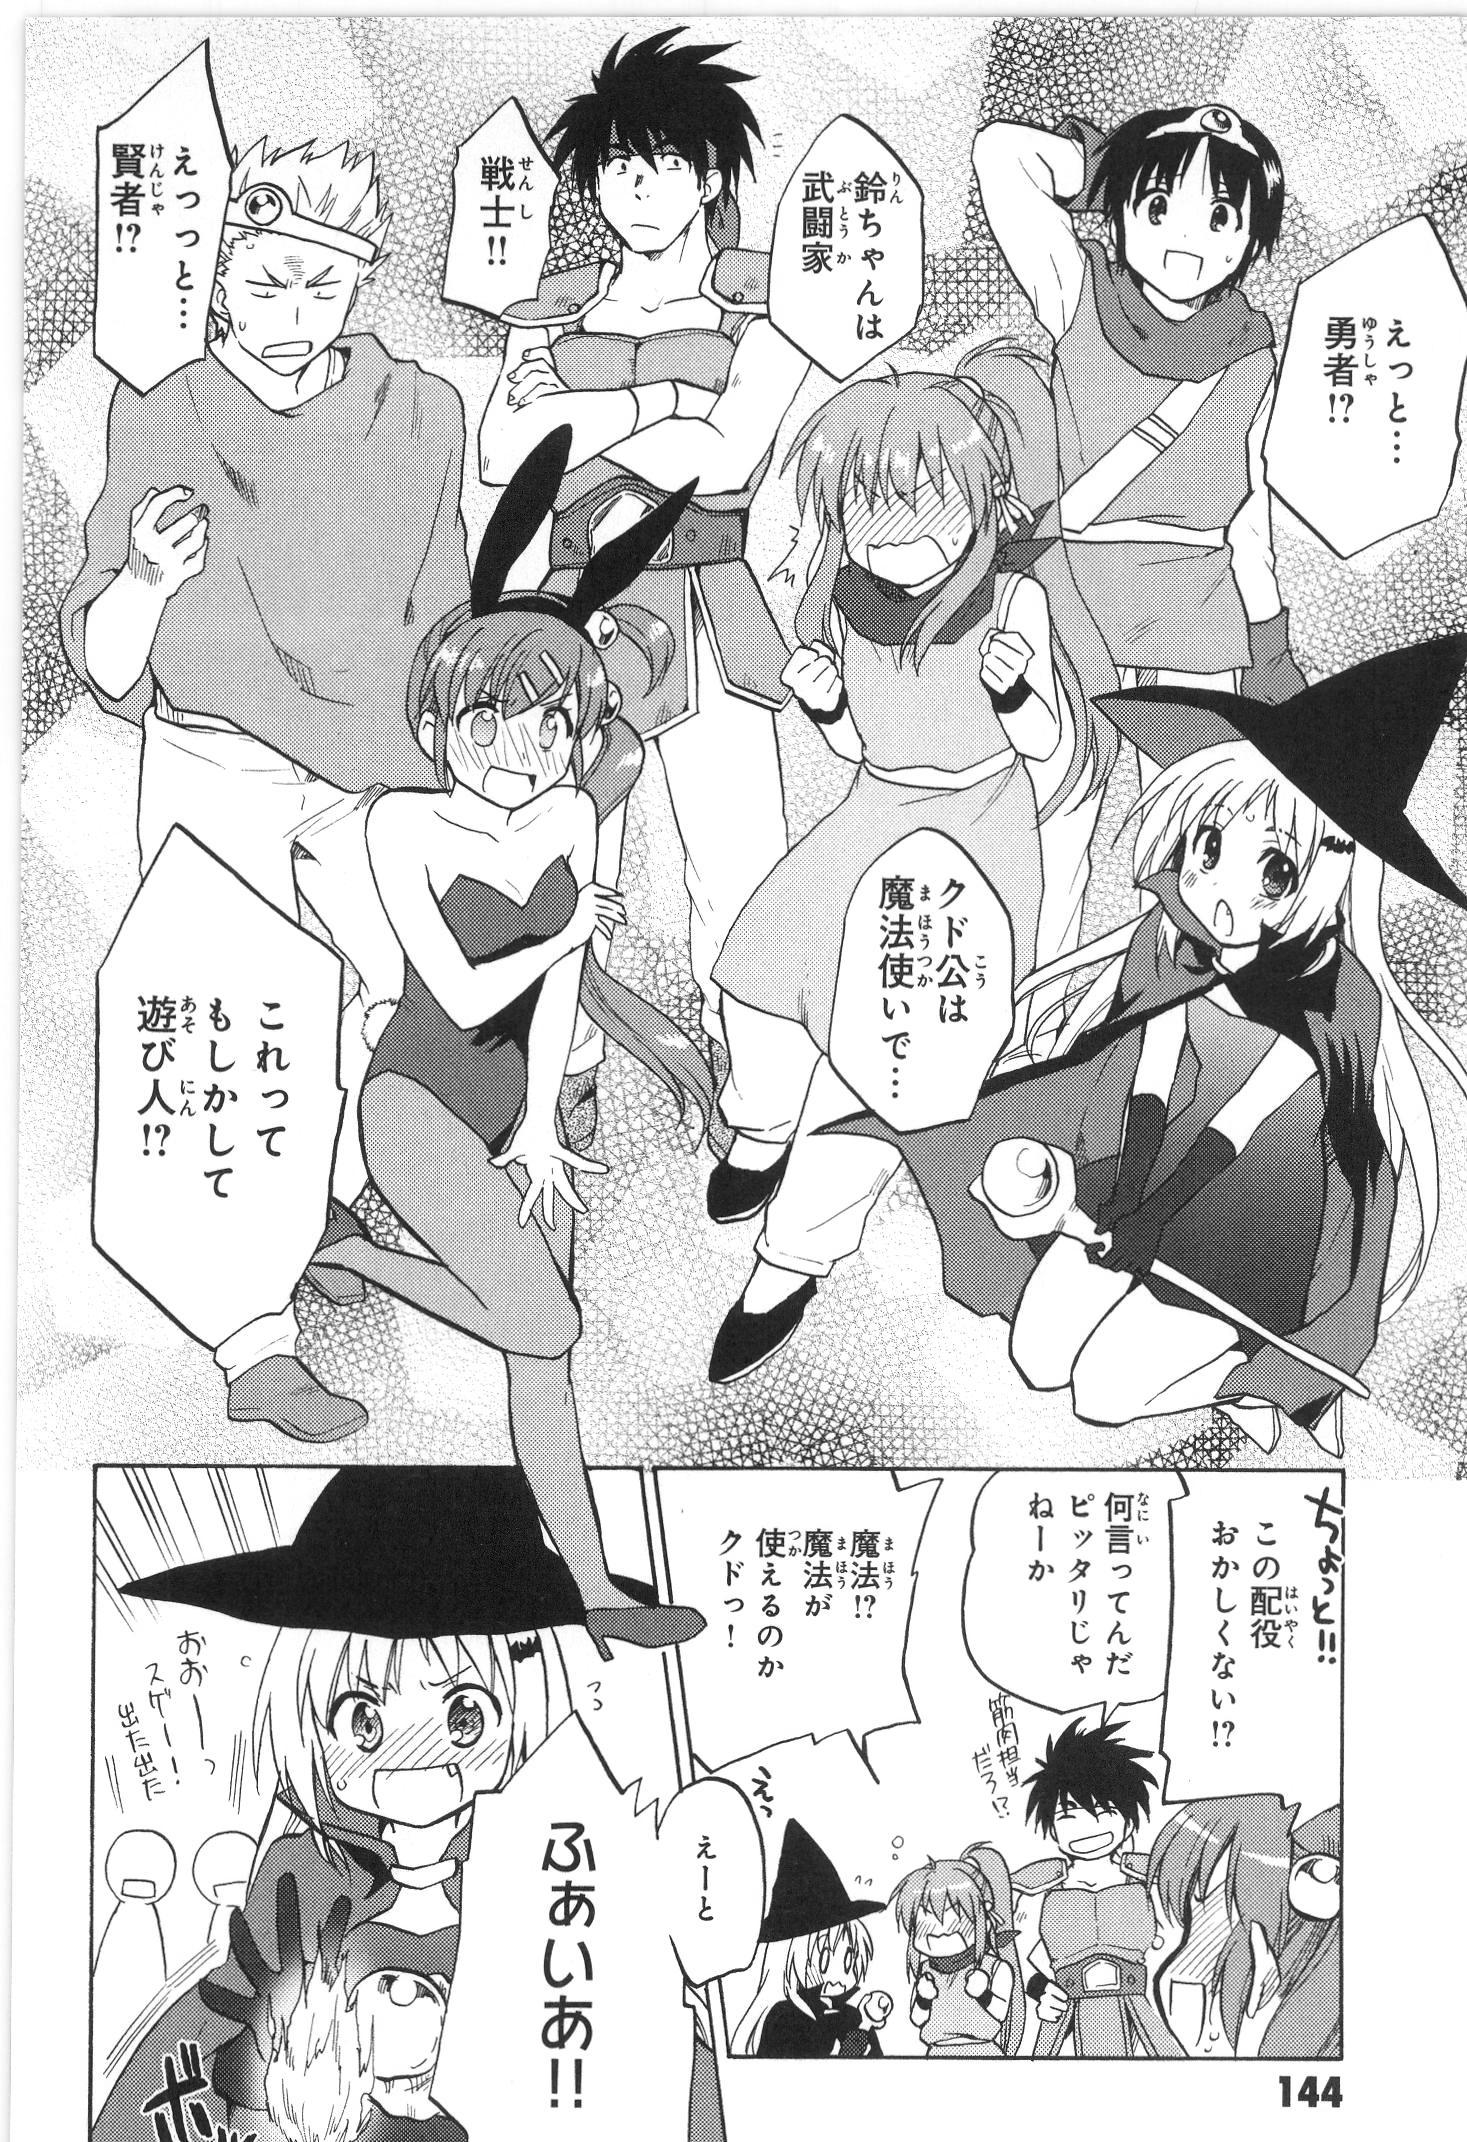 えっと…
勇者!?
鈴ちゃんは
武闘家
戦士!!
えっっと…
賢者!?
クド公は
魔法使いで…
これって
もしかして
遊び人!?
ちょっと!!
この配役
おかしくない!?
何言ってんだ
ピッタリじゃ
ねーか
筋肉担当
だろ!?
魔法!?
魔法が
使えるのか
クドっ!
えっ
えーと
ふぁいあ!!
おおーっ
スゲー!
出た出た
ボッ
144